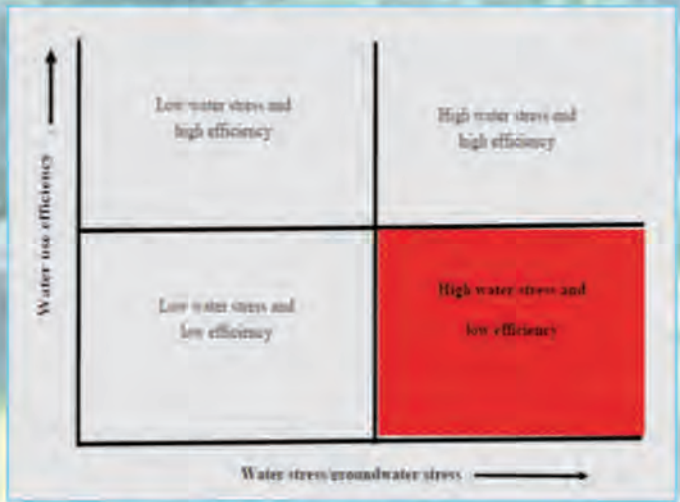 Low water stress and
high efficiency
High water stress and
high efficiency
Water use efficiency
Low water stress and
low efficiency
High water stress and
low efficiency
Water stress/groundwater stress